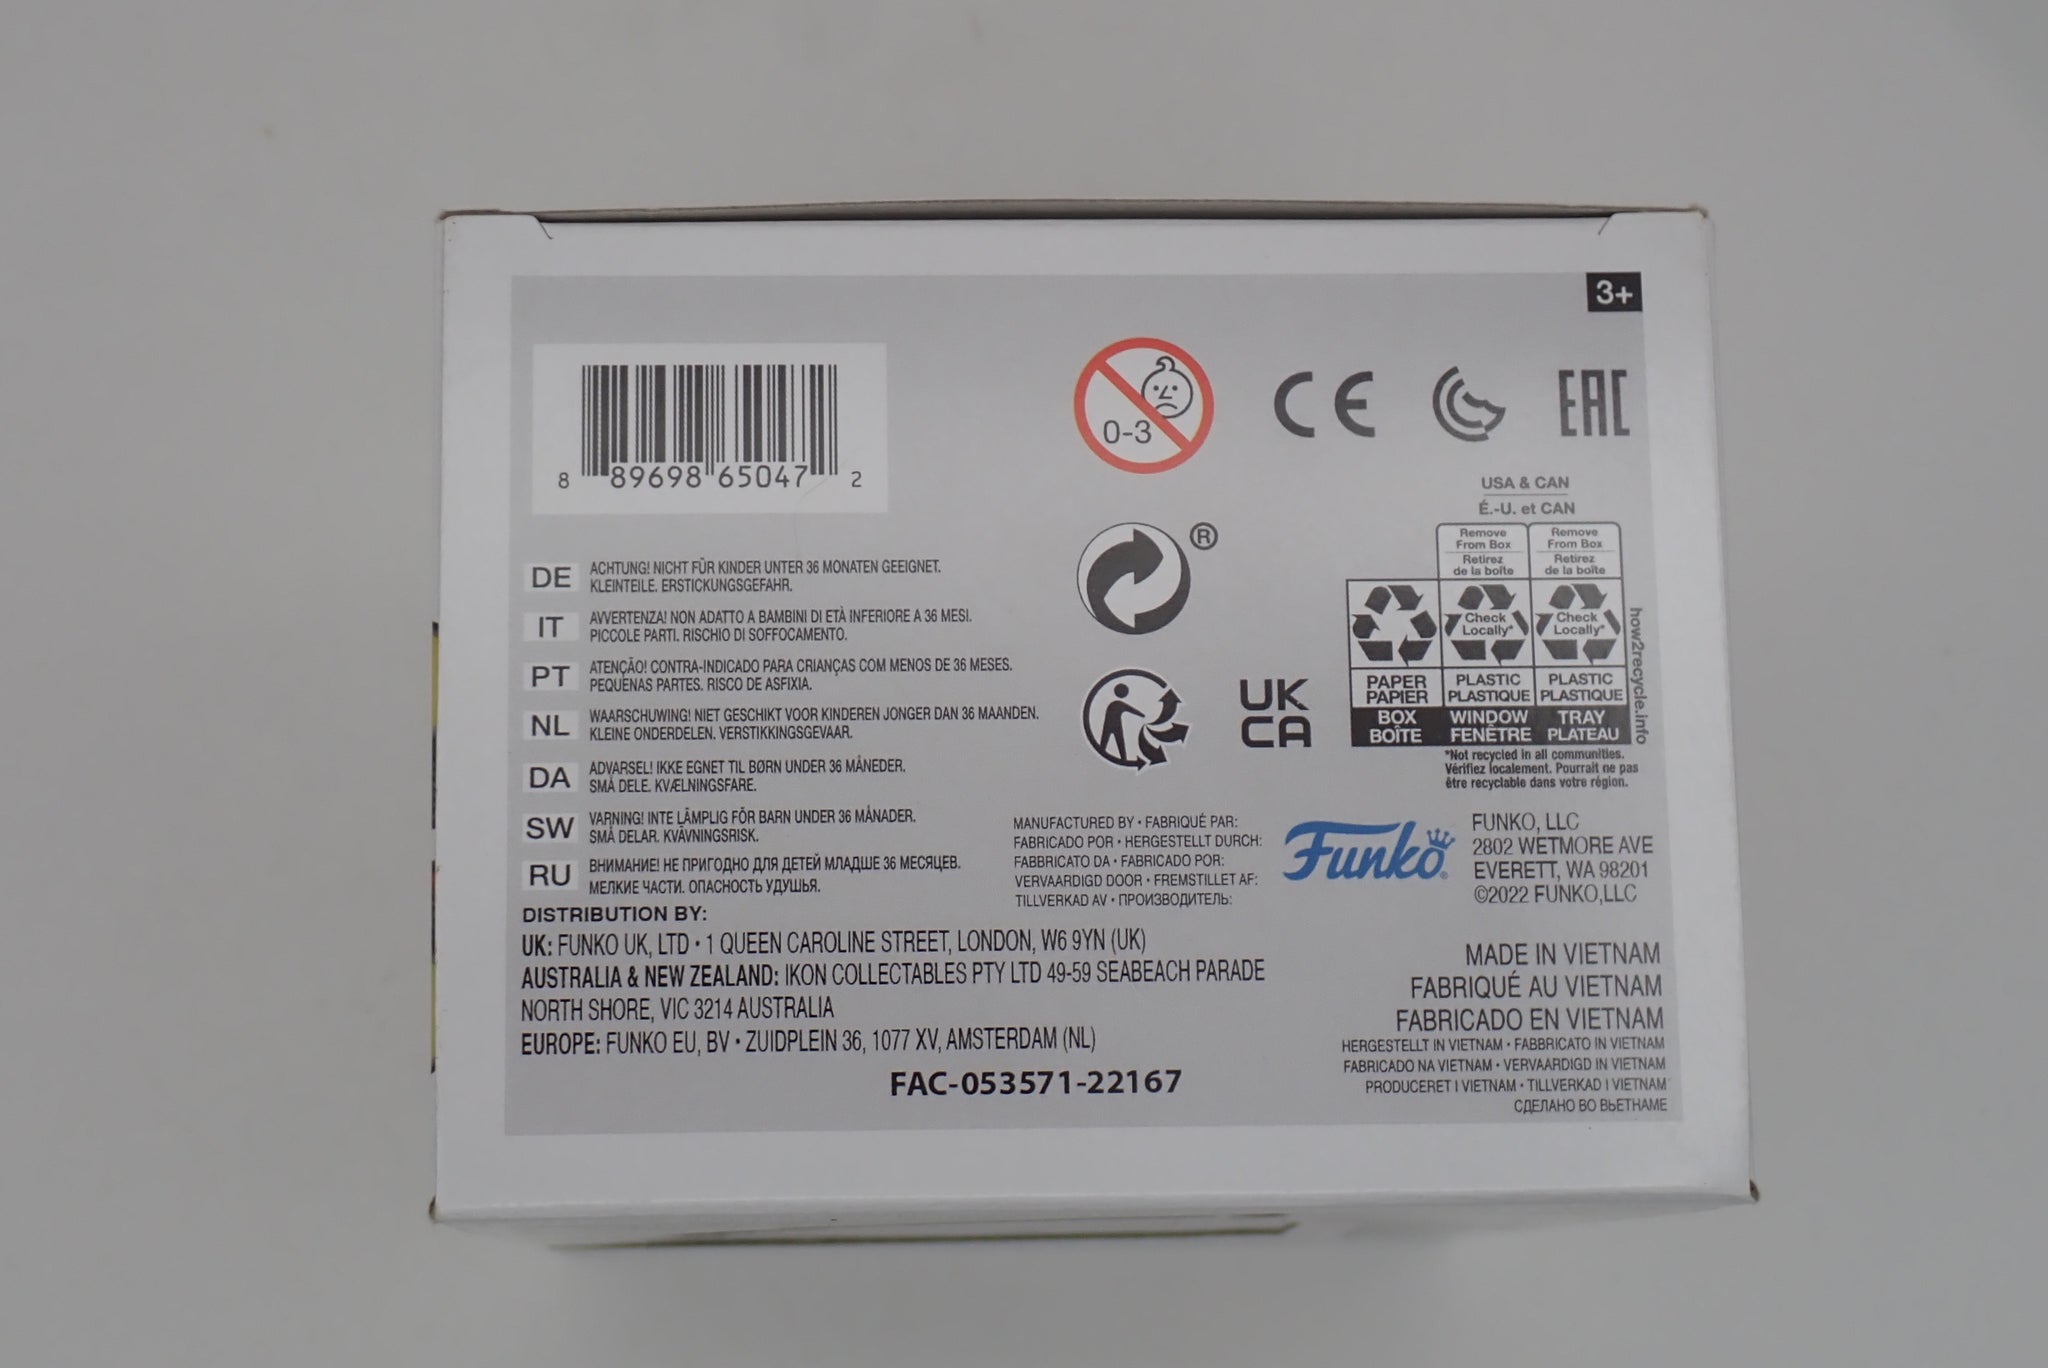 3+
8 89698 65047 2
0-3
CE
EAC
®
USA & CAN
É.-U. et CAN
Remove From Box
Retirez de la boîte
Remove From Box
Retirez de la boîte
Check Locally*
Check Locally*
PAPER PAPIER
PLASTIC PLASTIQUE
PLASTIC PLASTIQUE
BOX BOÎTE
WINDOW FENÊTRE
TRAY PLATEAU
how2recycle.info
*Not recycled in all communities.
Vérifiez localement. Pourrait ne pas
être recyclable dans votre région.
UK
CA
DE ACHTUNG! NICHT FÜR KINDER UNTER 36 MONATEN GEEIGNET.
KLEINTEILE. ERSTICKUNGSGEFAHR.
IT AVVERTENZA! NON ADATTO A BAMBINI DI ETÀ INFERIORE A 36 MESI.
PICCOLE PARTI. RISCHIO DI SOFFOCAMENTO.
PT ATENÇÃO! CONTRA-INDICADO PARA CRIANÇAS COM MENOS DE 36 MESES.
PEQUENAS PARTES. RISCO DE ASFIXIA.
NL WAARSCHUWING! NIET GESCHIKT VOOR KINDEREN JONGER DAN 36 MAANDEN.
KLEINE ONDERDELEN. VERSTIKKINGSGEVAAR.
DA ADVARSEL! IKKE EGNET TIL BØRN UNDER 36 MÅNEDER.
SMÅ DELE. KVÆLNINGSFARE.
SW VARNING! INTE LÄMPLIG FÖR BARN UNDER 36 MÅNADER.
SMÅ DELAR. KVÄVNINGSRISK.
RU ВНИМАНИЕ! НЕ ПРИГОДНО ДЛЯ ДЕТЕЙ МЛАДШЕ 36 МЕСЯЦЕВ.
МЕЛКИЕ ЧАСТИ. ОПАСНОСТЬ УДУШЬЯ.
MANUFACTURED BY • FABRIQUÉ PAR:
FABRICADO POR • HERGESTELLT DURCH:
FABBRICATO DA • FABRICADO POR:
VERVAARDIGD DOOR • FREMSTILLET AF:
TILLVERKAD AV • ПРОИЗВОДИТЕЛЬ:
Funko®
FUNKO, LLC
2802 WETMORE AVE
EVERETT, WA 98201
©2022 FUNKO,LLC
DISTRIBUTION BY:
UK: FUNKO UK, LTD • 1 QUEEN CAROLINE STREET, LONDON, W6 9YN (UK)
AUSTRALIA & NEW ZEALAND: IKON COLLECTABLES PTY LTD 49-59 SEABEACH PARADE
NORTH SHORE, VIC 3214 AUSTRALIA
EUROPE: FUNKO EU, BV • ZUIDPLEIN 36, 1077 XV, AMSTERDAM (NL)
FAC-053571-22167
MADE IN VIETNAM
FABRIQUÉ AU VIETNAM
FABRICADO EN VIETNAM
HERGESTELLT IN VIETNAM • FABBRICATO IN VIETNAM
FABRICADO NA VIETNAM • VERVAARDIGD IN VIETNAM
PRODUCERET I VIETNAM • TILLVERKAD I VIETNAM
СДЕЛАНО ВО ВЬЕТНАМЕ